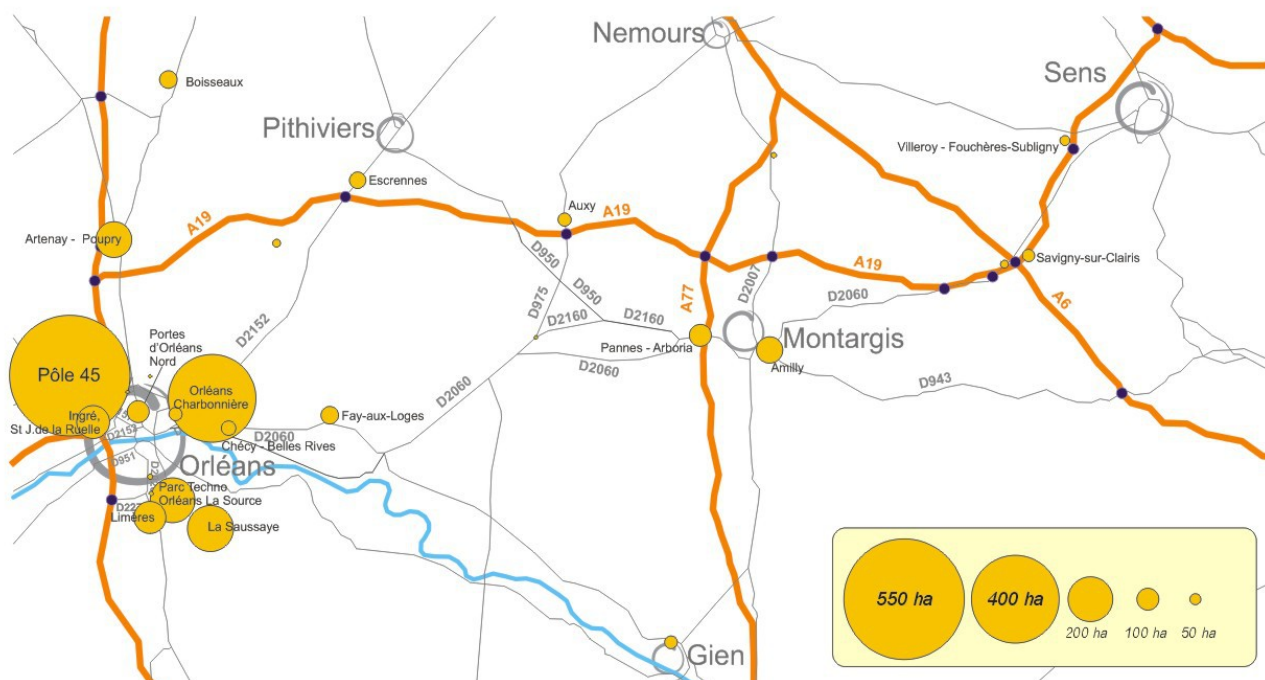 Nemours
Sens
Boisseaux
Pithiviers
Villeroy - Fouchères-Subligny
Escrennes
Auxy
A19
A19
Artenay - Poupry
D950
D2007
A19
Savigny-sur-Clairis
D950
D975
A77
D2060
A6
D2152
D2160
D2160
Portes
d'Orléans
Nord
Pannes - Arboria
Montargis
Amilly
Pôle 45
D2060
D943
Orléans
Charbonnière
D2060
Ingré,
St J.de la Ruelle
Fay-aux-Loges
D2152
D2060
Chécy - Belles Rives
D951
Orléans
Parc Techno
Orléans La Source
Limères
La Saussaye
Gien
550 ha
400 ha
200 ha
100 ha
50 ha